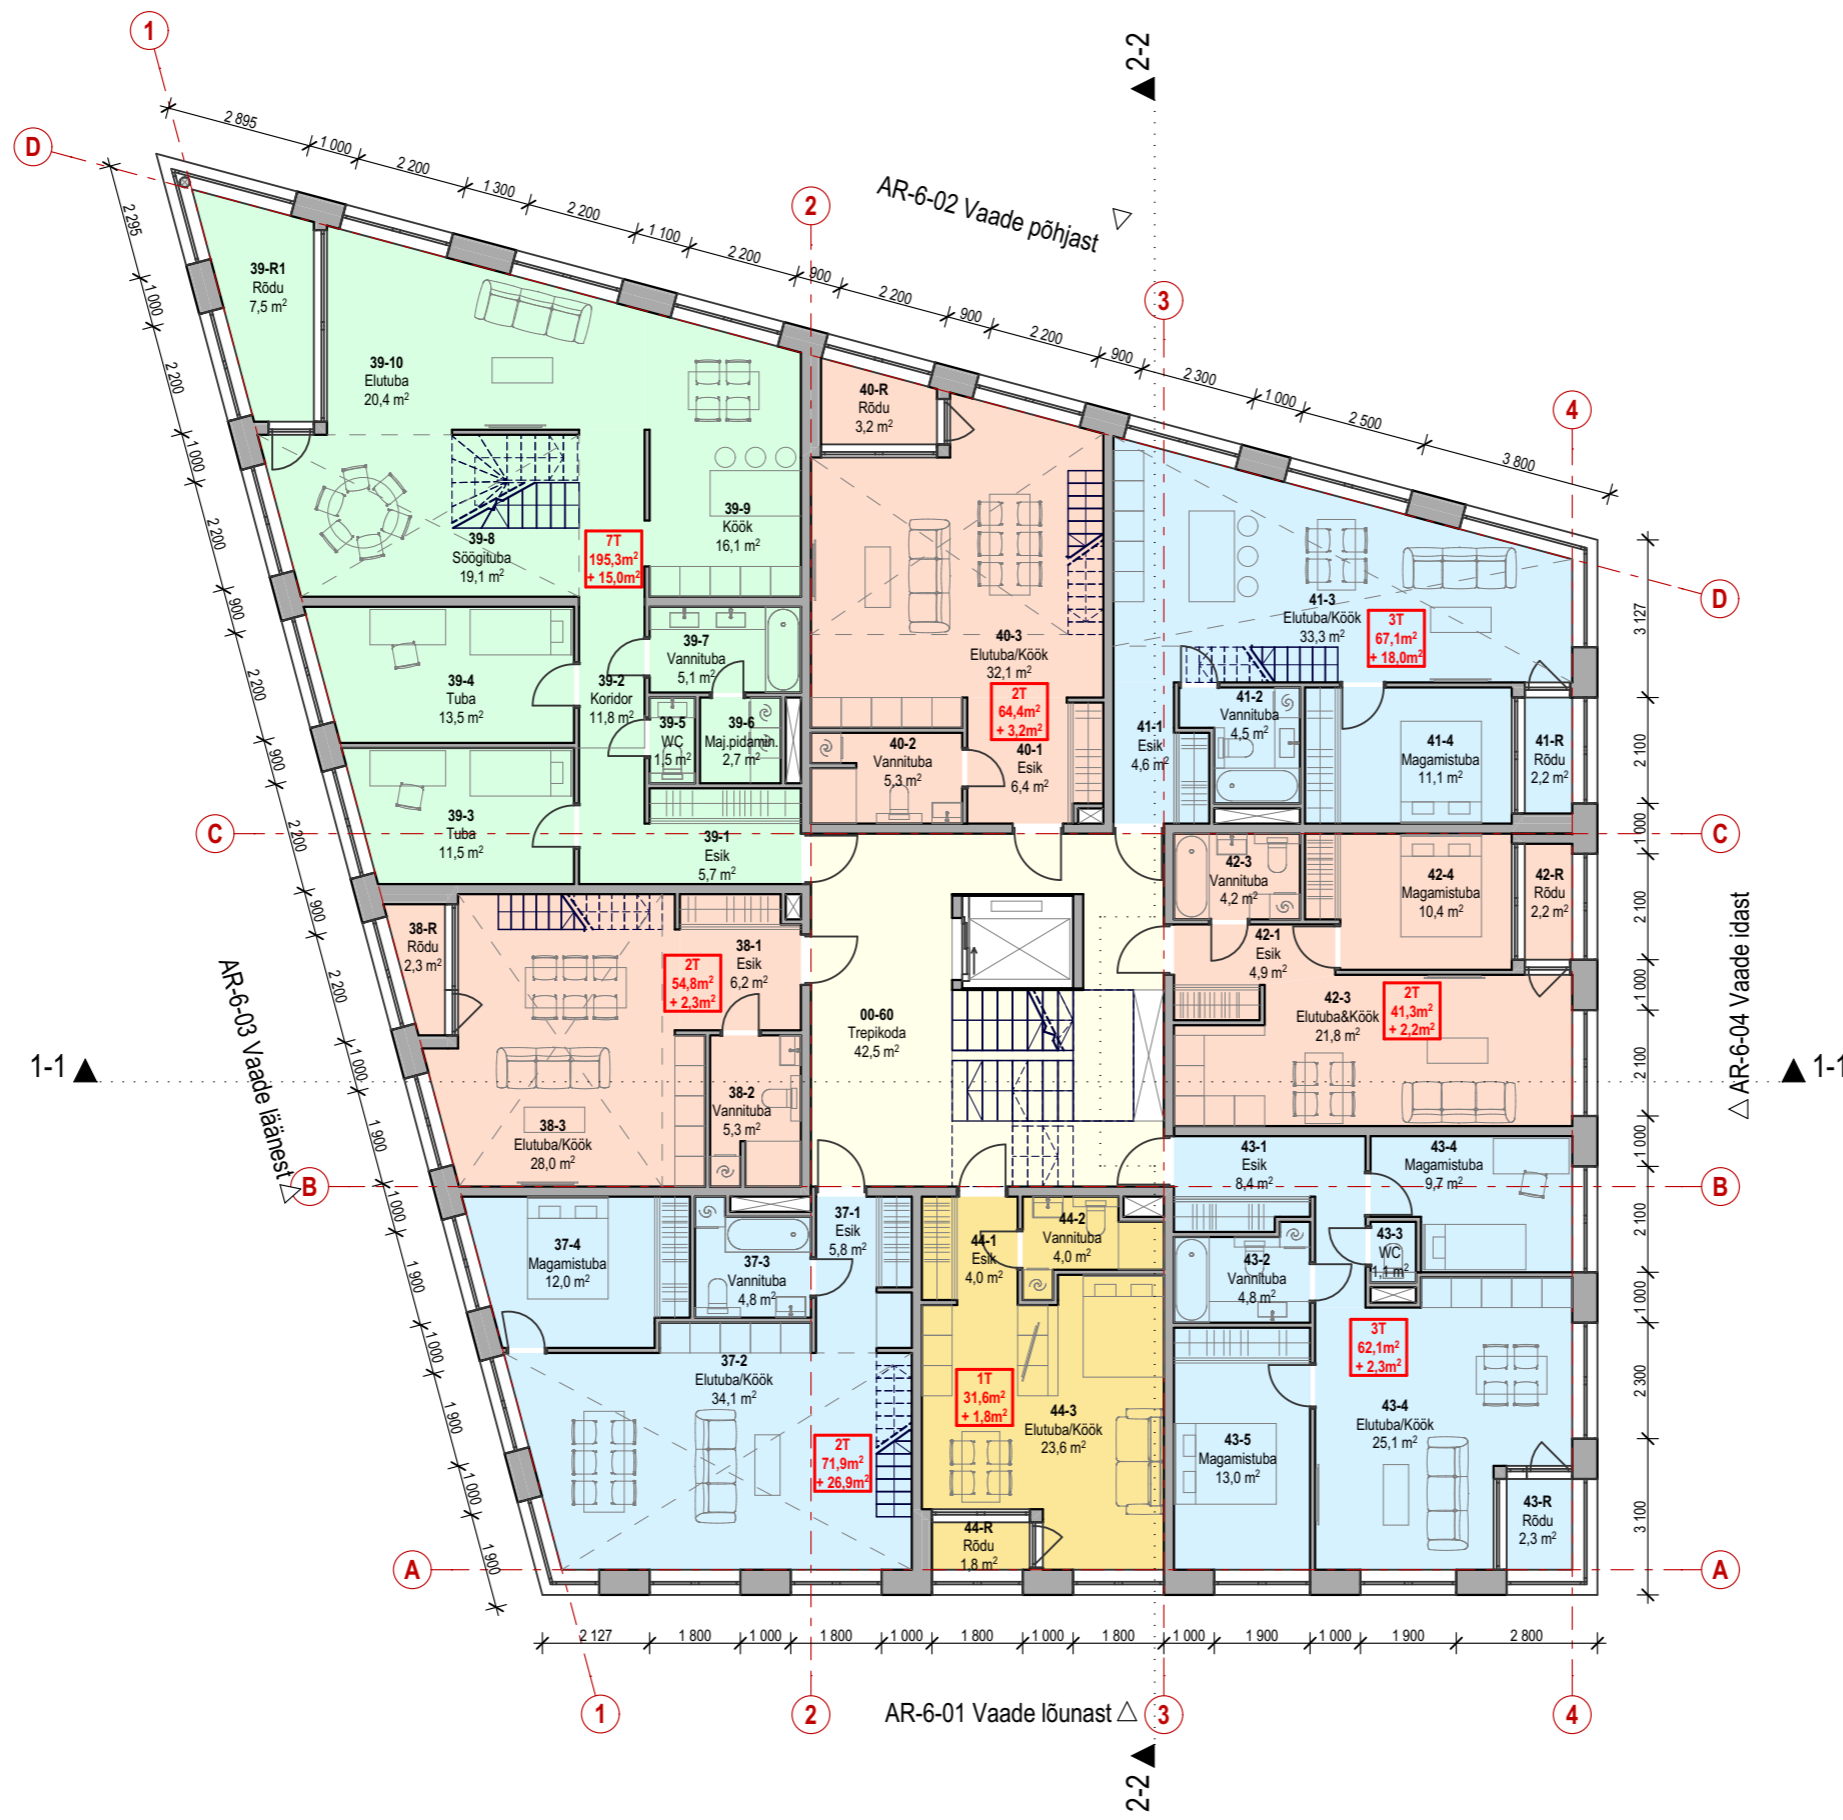 1
D
2 895
1 000
2 200
1 300
2 200
1 100
2 200
900
2 200
900
2 200
900
2 300
1 000
2 500
3 800
2
3
4
D
2-2
AR-6-02 Vaade põhjast
2 295
1 000
2 200
1 000
2 200
900
2 200
900
2 200
900
2 200
1 000
1 900
1 000
1 900
1 000
1 900
1 000
1 900
39-R1
Rõdu
7,5 m²
39-10
Elutuba
20,4 m²
39-9
Köök
16,1 m²
39-8
Söögituba
19,1 m²
7T
195,3m²
+ 15,0m²
39-7
Vannituba
5,1 m²
39-4
Tuba
13,5 m²
39-2
Koridor
11,8 m²
39-5
WC
1,5 m²
39-6
Maj.pidamin.
2,7 m²
39-3
Tuba
11,5 m²
39-1
Esik
5,7 m²
40-R
Rõdu
3,2 m²
40-3
Elutuba/Köök
32,1 m²
2T
64,4m²
+ 3,2m²
40-2
Vannituba
5,3 m²
40-1
Esik
6,4 m²
41-3
Elutuba/Köök
33,3 m²
3T
67,1m²
+ 18,0m²
41-1
Esik
4,6 m²
41-2
Vannituba
4,5 m²
41-4
Magamistuba
11,1 m²
41-R
Rõdu
2,2 m²
C
C
42-3
Vannituba
4,2 m²
42-4
Magamistuba
10,4 m²
42-R
Rõdu
2,2 m²
42-1
Esik
4,9 m²
42-3
Elutuba&Köök
21,8 m²
2T
41,3m²
+ 2,2m²
38-R
Rõdu
2,3 m²
38-1
Esik
6,2 m²
2T
54,8m²
+ 2,3m²
38-2
Vannituba
5,3 m²
38-3
Elutuba/Köök
28,0 m²
00-60
Trepikoda
42,5 m²
AR-6-03 Vaade läänest
1-1
1-1
AR-6-04 Vaade idast
B
B
43-1
Esik
8,4 m²
43-4
Magamistuba
9,7 m²
43-3
WC
1,1 m²
43-2
Vannituba
4,8 m²
3T
62,1m²
+ 2,3m²
43-4
Elutuba/Köök
25,1 m²
43-5
Magamistuba
13,0 m²
43-R
Rõdu
2,3 m²
37-4
Magamistuba
12,0 m²
37-3
Vannituba
4,8 m²
37-1
Esik
5,8 m²
37-2
Elutuba/Köök
34,1 m²
2T
71,9m²
+ 26,9m²
44-1
Esik
4,0 m²
44-2
Vannituba
4,0 m²
1T
31,6m²
+ 1,8m²
44-3
Elutuba/Köök
23,6 m²
44-R
Rõdu
1,8 m²
3 127
2 100
1 000
2 100
1 000
2 100
1 000
2 100
1 000
2 300
3 100
A
A
2 127
1 800
1 000
1 800
1 000
1 800
1 000
1 800
1 000
1 900
1 000
1 900
2 800
1
2
AR-6-01 Vaade lõunast
3
4
2-2